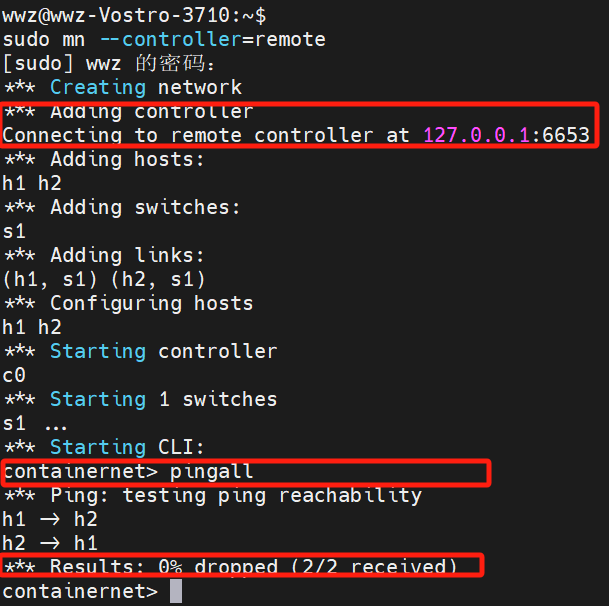 wwz@wwz-Vostro-3710:~$
sudo mn --controller=remote
[sudo] wwz 的密码：
*** Creating network
*** Adding controller
Connecting to remote controller at 127.0.0.1:6653
*** Adding hosts:
h1 h2
*** Adding switches:
s1
*** Adding links:
(h1, s1) (h2, s1)
*** Configuring hosts
h1 h2
*** Starting controller
c0
*** Starting 1 switches
s1 ...
*** Starting CLI:
containernet> pingall
*** Ping: testing ping reachability
h1 -> h2
h2 -> h1
*** Results: 0% dropped (2/2 received)
containernet>